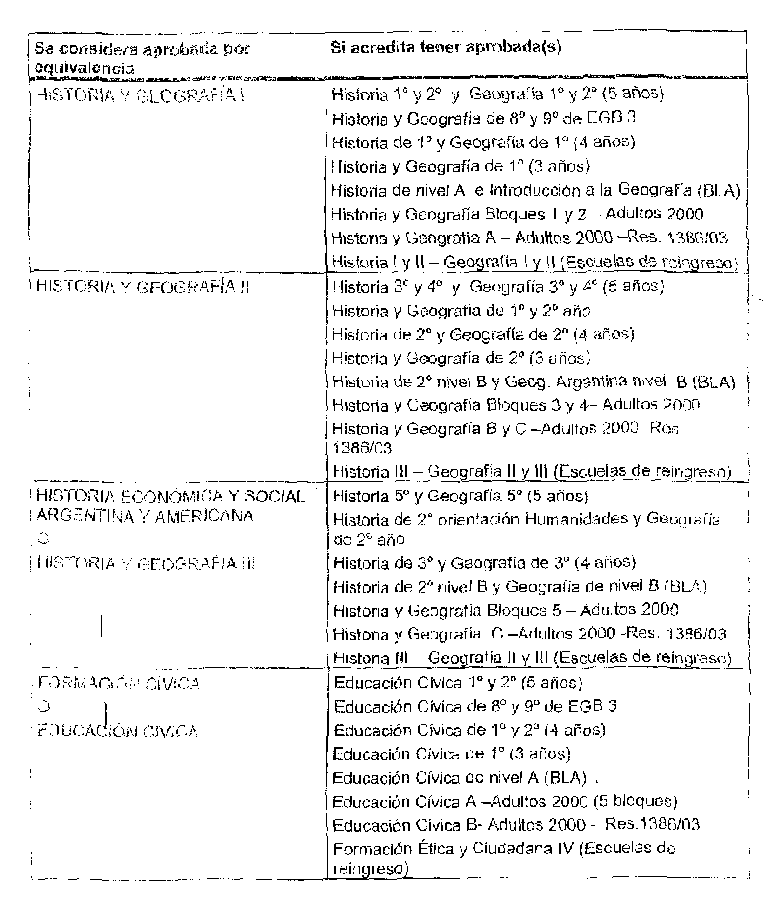 Se considera aprobada por
equivalencia
Si acredita tener aprobada(s)
HISTORIA Y GEOGRAFÍA I
Historia 1º y 2º y Geografía 1º y 2º (5 años)
Historia y Geografía de 8º y 9º de EGB 3
Historia de 1º y Geografía de 1º (4 años)
Historia y Geografía de 1º (3 años)
Historia de nivel A e Introducción a la Geografía (BLA)
Historia y Geografía Bloques 1 y 2 - Adultos 2000
Historia y Geografía A – Adultos 2000 –Res. 1386/03
Historia I y II – Geografía I y II (Escuelas de reingreso)
HISTORIA Y GEOGRAFÍA II
Historia 3º y 4º y Geografía 3º y 4º (5 años)
Historia y Geografía de 1º y 2º año
Historia de 2º y Geografía de 2º (4 años)
Historia y Geografía de 2º (3 años)
Historia de 2º nivel B y Geog. Argentina nivel B (BLA)
Historia y Geografía Bloques 3 y 4– Adultos 2000
Historia y Geografía B y C –Adultos 2000 Res
1386/03
Historia III – Geografía II y III (Escuelas de reingreso)
HISTORIA ECONÓMICA Y SOCIAL
ARGENTINA Y AMERICANA
O
HISTORIA Y GEOGRAFÍA III
Historia 5º y Geografía 5º (5 años)
Historia de 2º orientación Humanidades y Geografía
de 2º año
Historia de 3º y Geografía de 3º (4 años)
Historia de 2º nivel B y Geografía de nivel B (BLA)
Historia y Geografía Bloques 5 – Adultos 2000
Historia y Geografía C –Adultos 2000 -Res. 1386/03
Historia III – Geografía II y III (Escuelas de reingreso)
FORMACIÓN CÍVICA
O
EDUCACIÓN CÍVICA
Educación Cívica 1º y 2º (5 años)
Educación Cívica de 8º y 9º de EGB 3
Educación Cívica de 1º y 2º (4 años)
Educación Cívica de 1º (3 años)
Educación Cívica de nivel A (BLA)
Educación Cívica A –Adultos 2000 (5 bloques)
Educación Cívica B- Adultos 2000 - Res.1386/03
Formación Ética y Ciudadana IV (Escuelas de
reingreso)